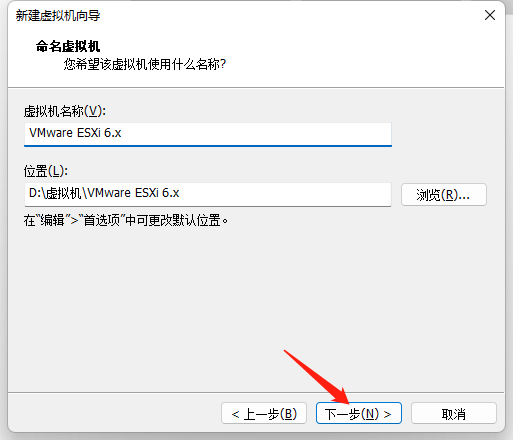 新建虚拟机向导
命名虚拟机
您希望该虚拟机使用什么名称?
虚拟机名称(V):
VMware ESXi 6.x
位置(L):
D:\虚拟机\VMware ESXi 6.x
浏览(R)...
在“编辑”>“首选项”中可更改默认位置。
< 上一步(B)
下一步(N) >
取消